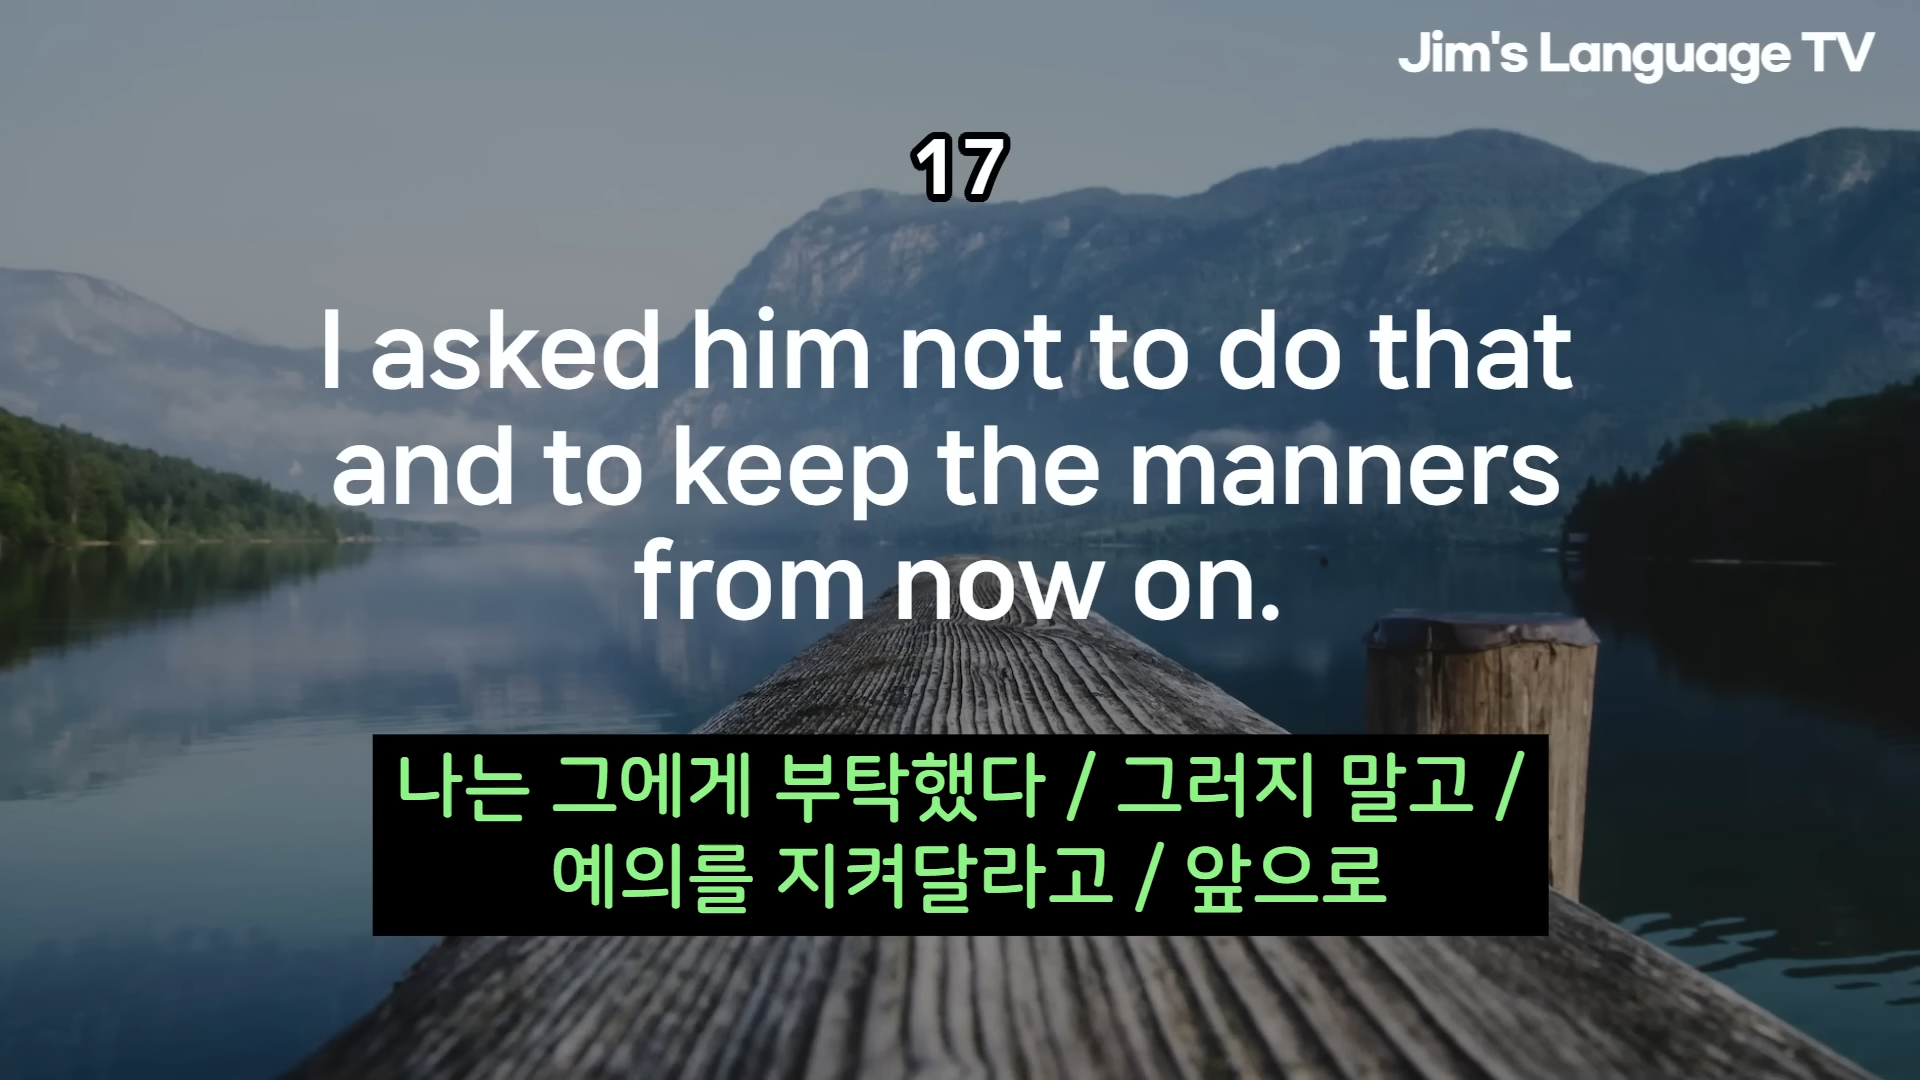 Jim's Language TV
17
I asked him not to do that
and to keep the manners
from now on.
나는 그에게 부탁했다 / 그러지 말고 /
예의를 지켜달라고 / 앞으로